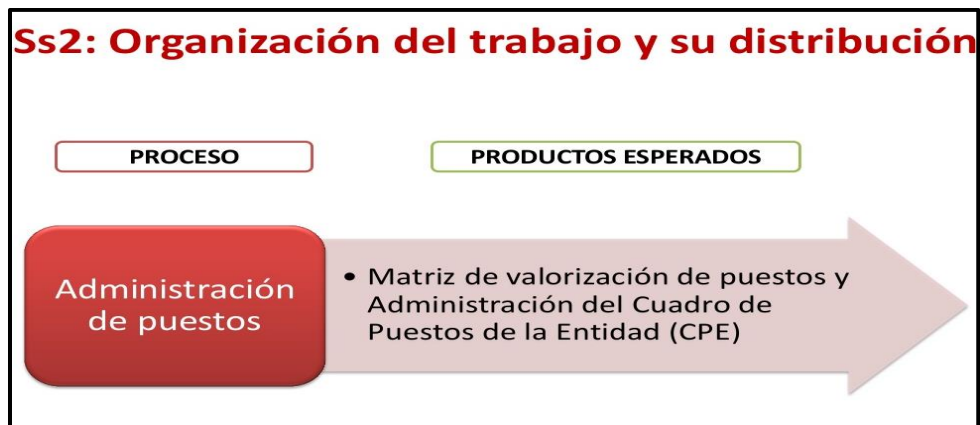 Ss2: Organización del trabajo y su distribución
PROCESO
PRODUCTOS ESPERADOS
Administración
de puestos
• Matriz de valorización de puestos y
Administración del Cuadro de
Puestos de la Entidad (CPE)